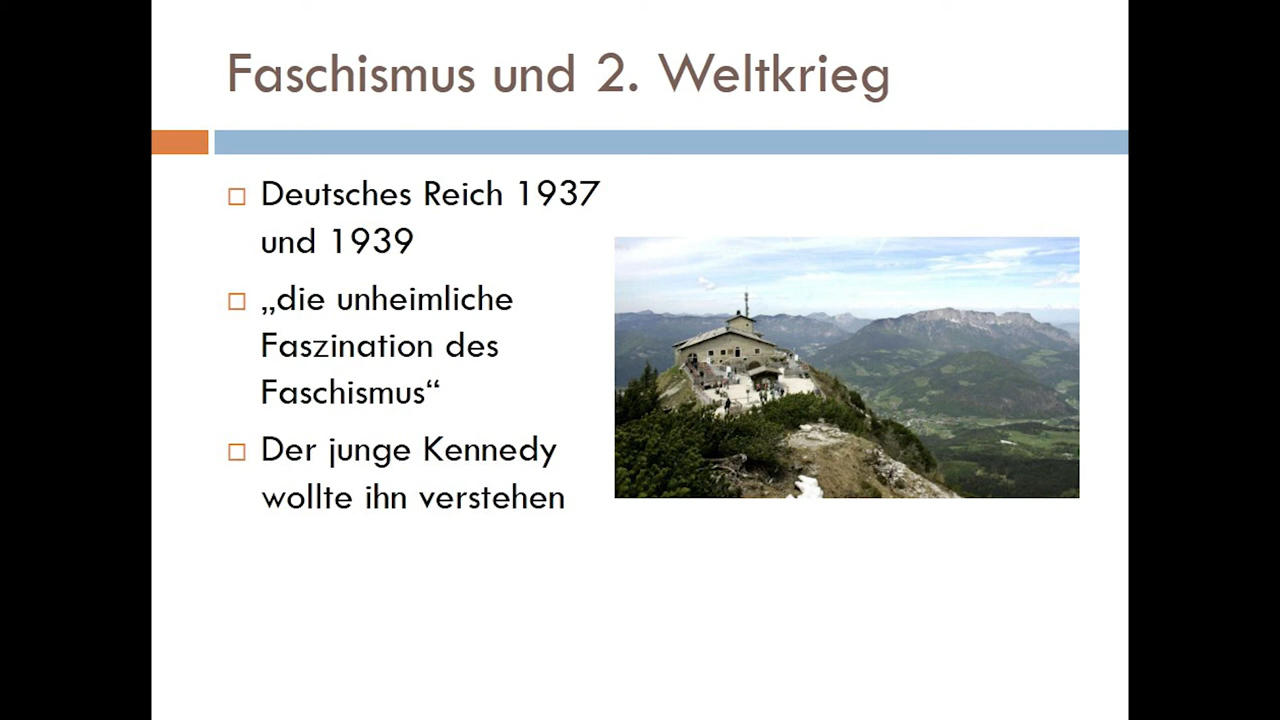 Faschismus und 2. Weltkrieg
Deutsches Reich 1937
und 1939
„die unheimliche
Faszination des
Faschismus“
Der junge Kennedy
wollte ihn verstehen